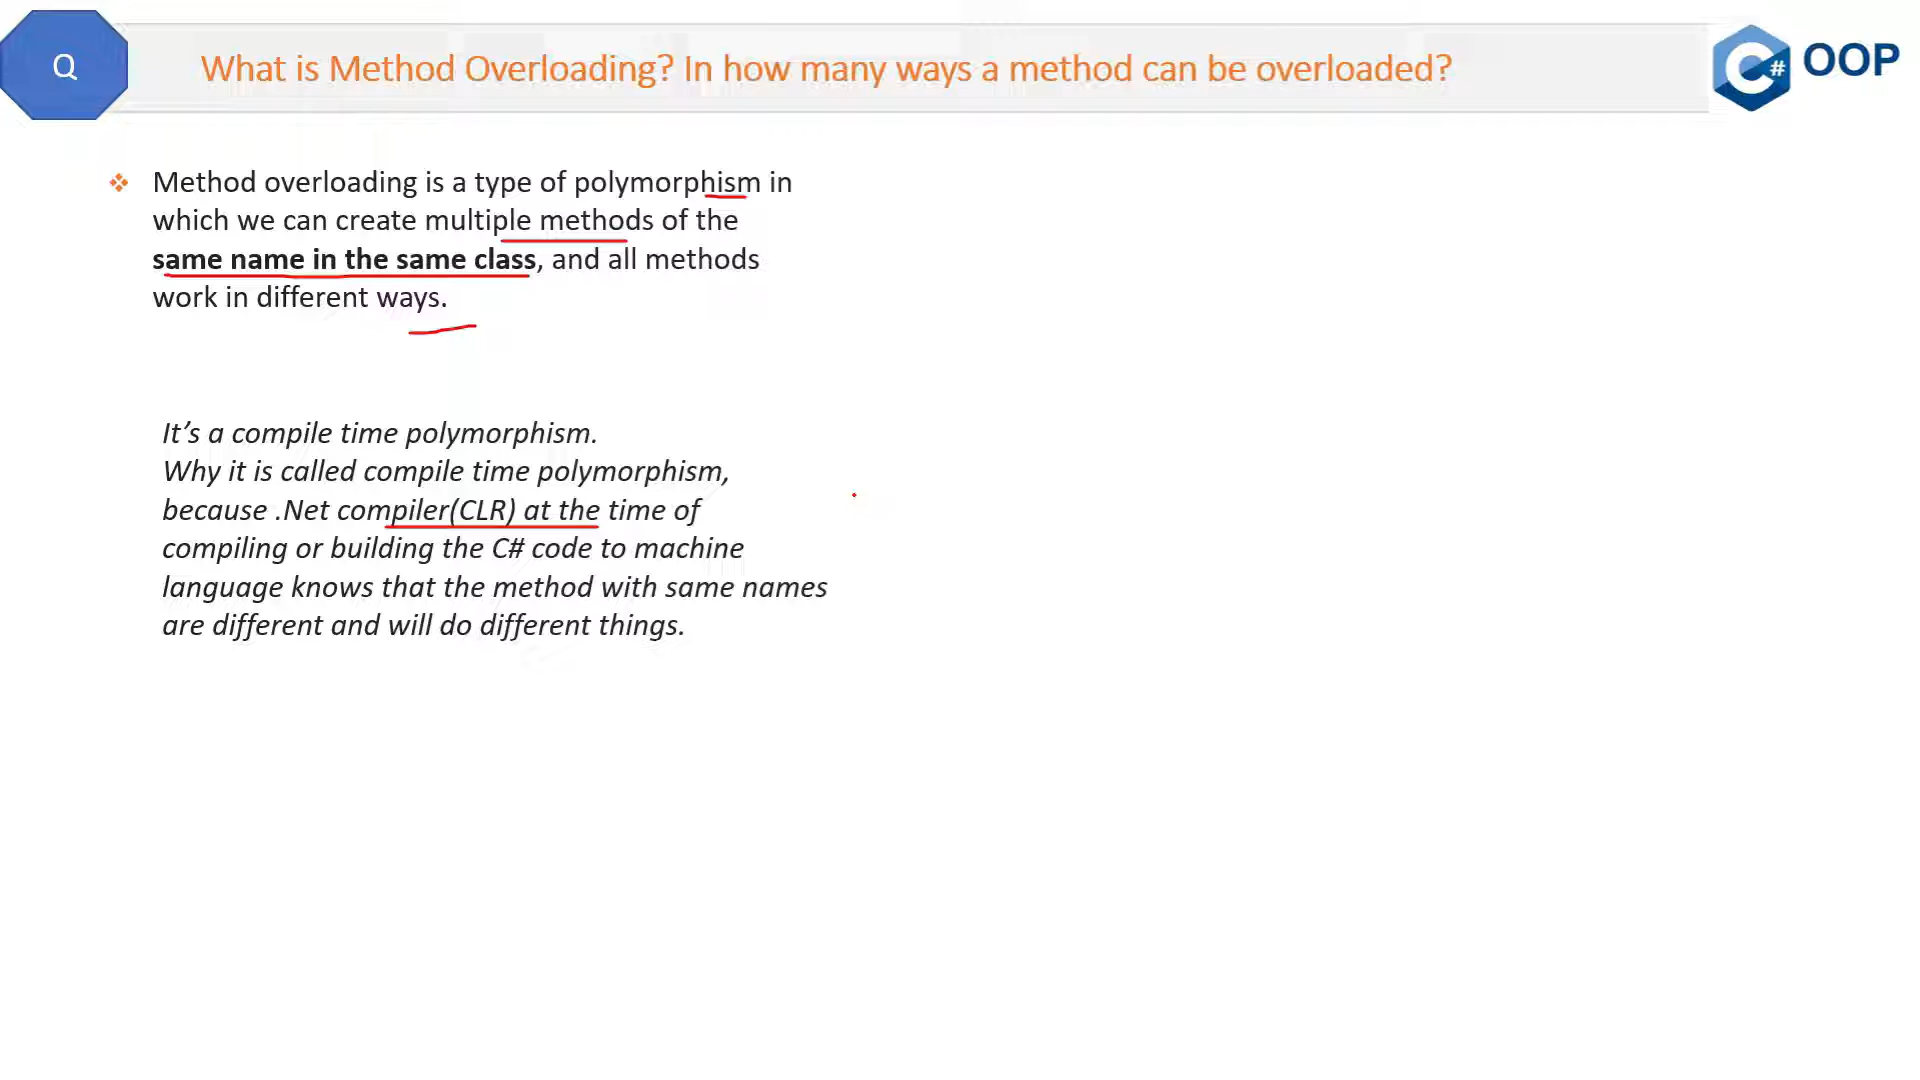 Q
What is Method Overloading? In how many ways a method can be overloaded?
C# OOP
Method overloading is a type of polymorphism in
which we can create multiple methods of the
same name in the same class, and all methods
work in different ways.
It's a compile time polymorphism.
Why it is called compile time polymorphism,
because .Net compiler(CLR) at the time of
compiling or building the C# code to machine
language knows that the method with same names
are different and will do different things.